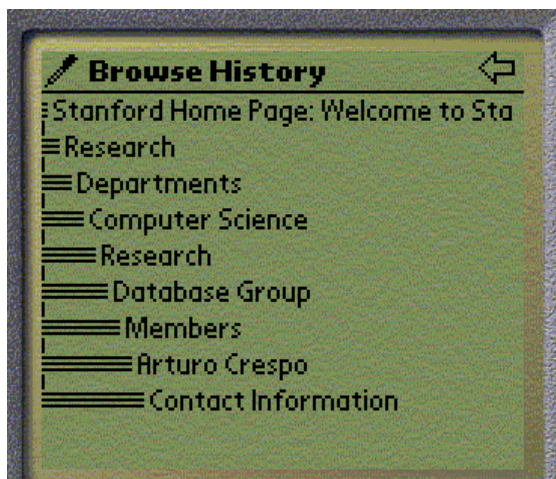 Browse History
Stanford Home Page: Welcome to Sta
Research
Departments
Computer Science
Research
Database Group
Members
Arturo Crespo
Contact Information